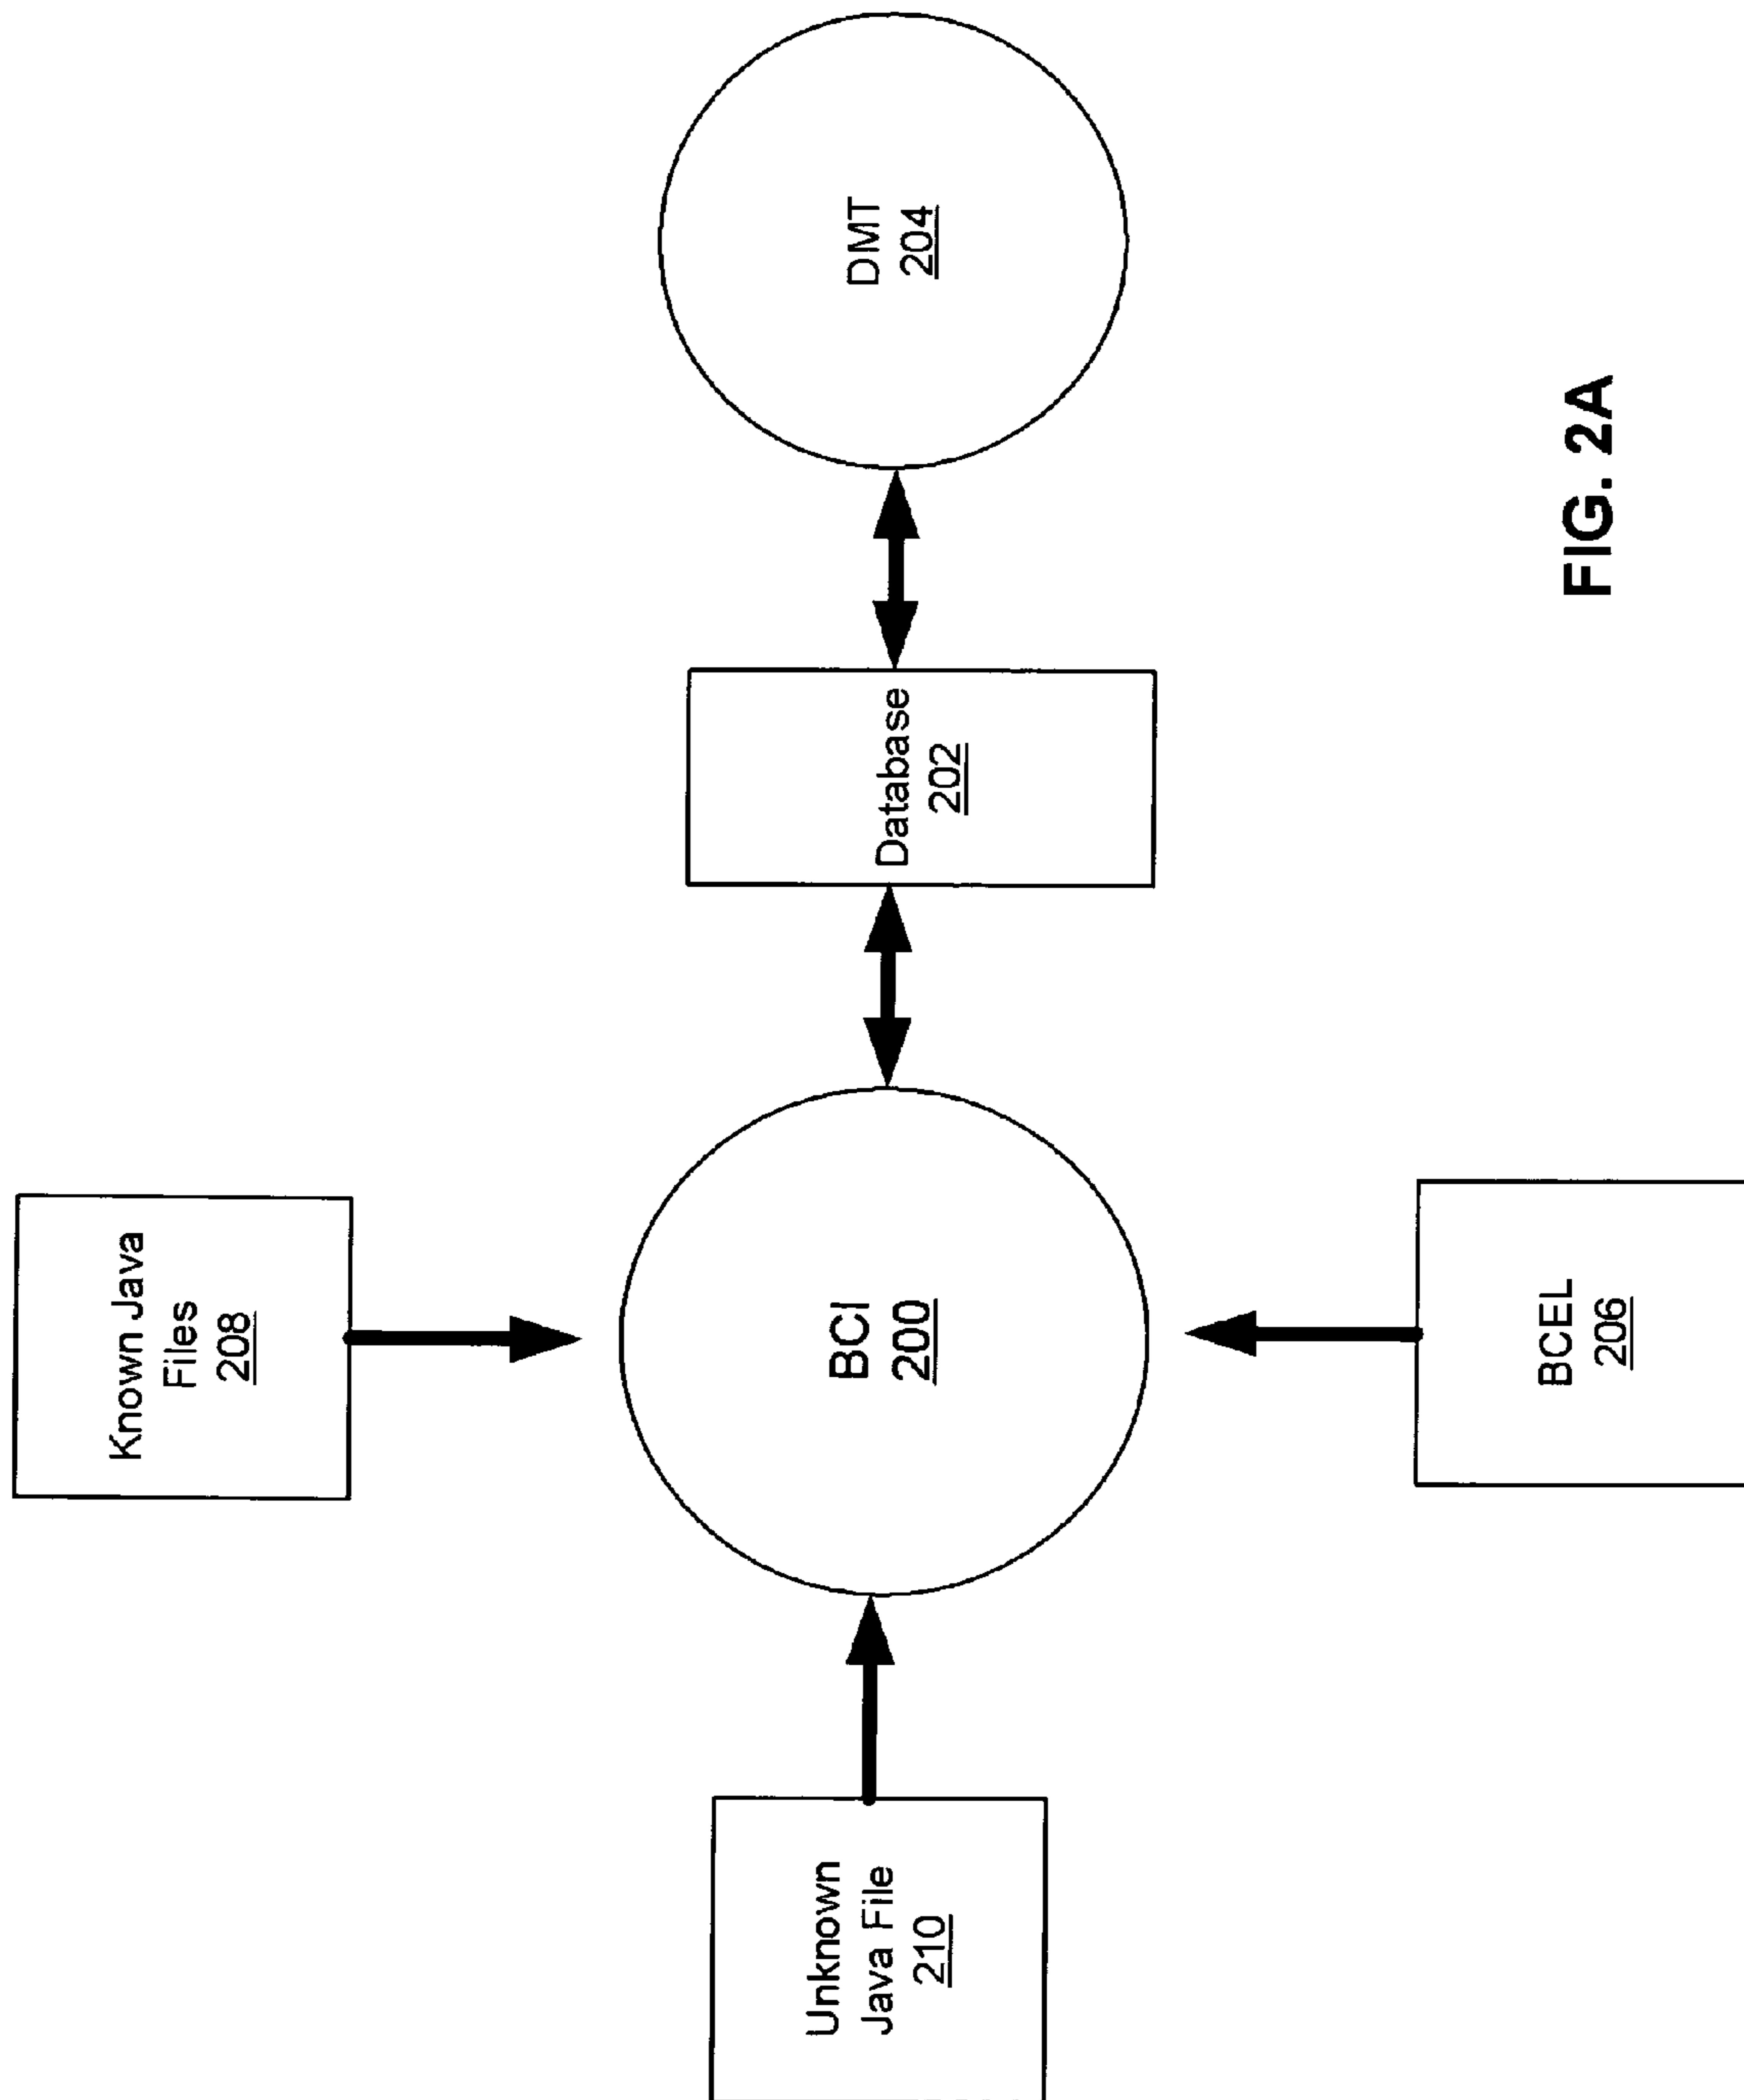 Known Java
Files
208
Unknown
Java File
210
BCI
200
Database
202
DMT
204
BCEL
206
FIG. 2A